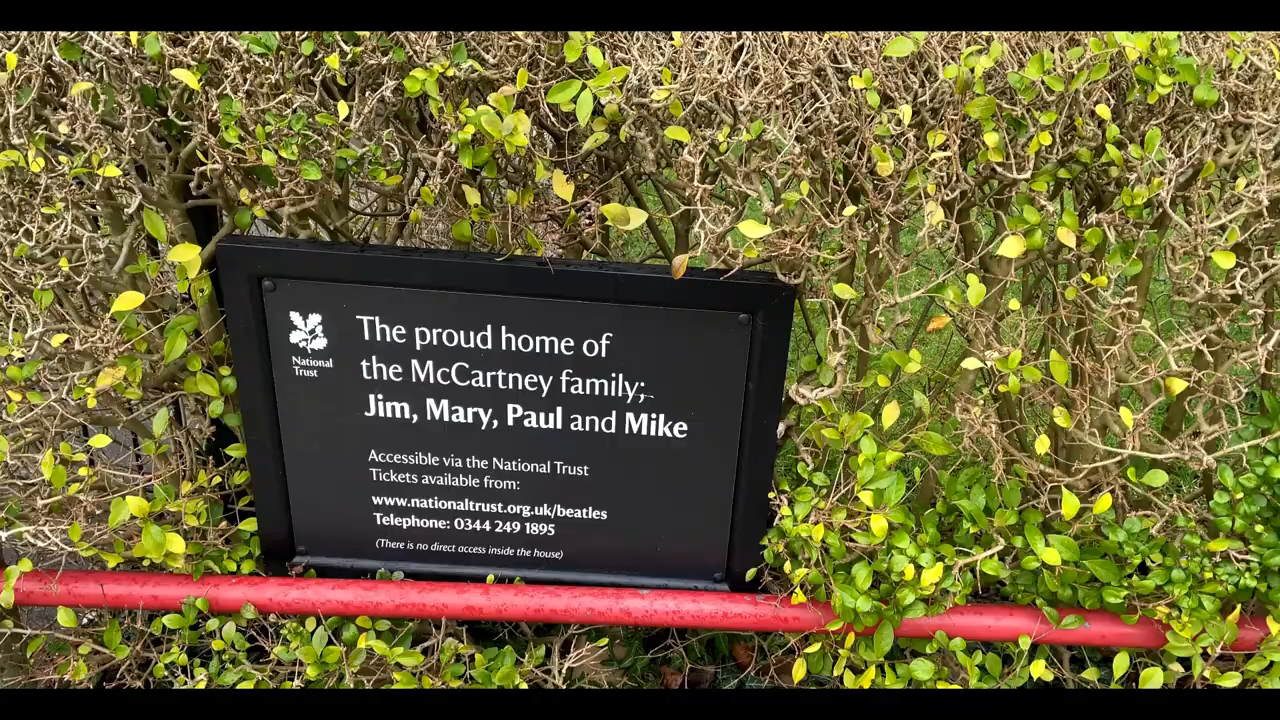 National
Trust
The proud home of
the McCartney family;
Jim, Mary, Paul and Mike
Accessible via the National Trust
Tickets available from:
www.nationaltrust.org.uk/beatles
Telephone: 0344 249 1895
(There is no direct access inside the house)